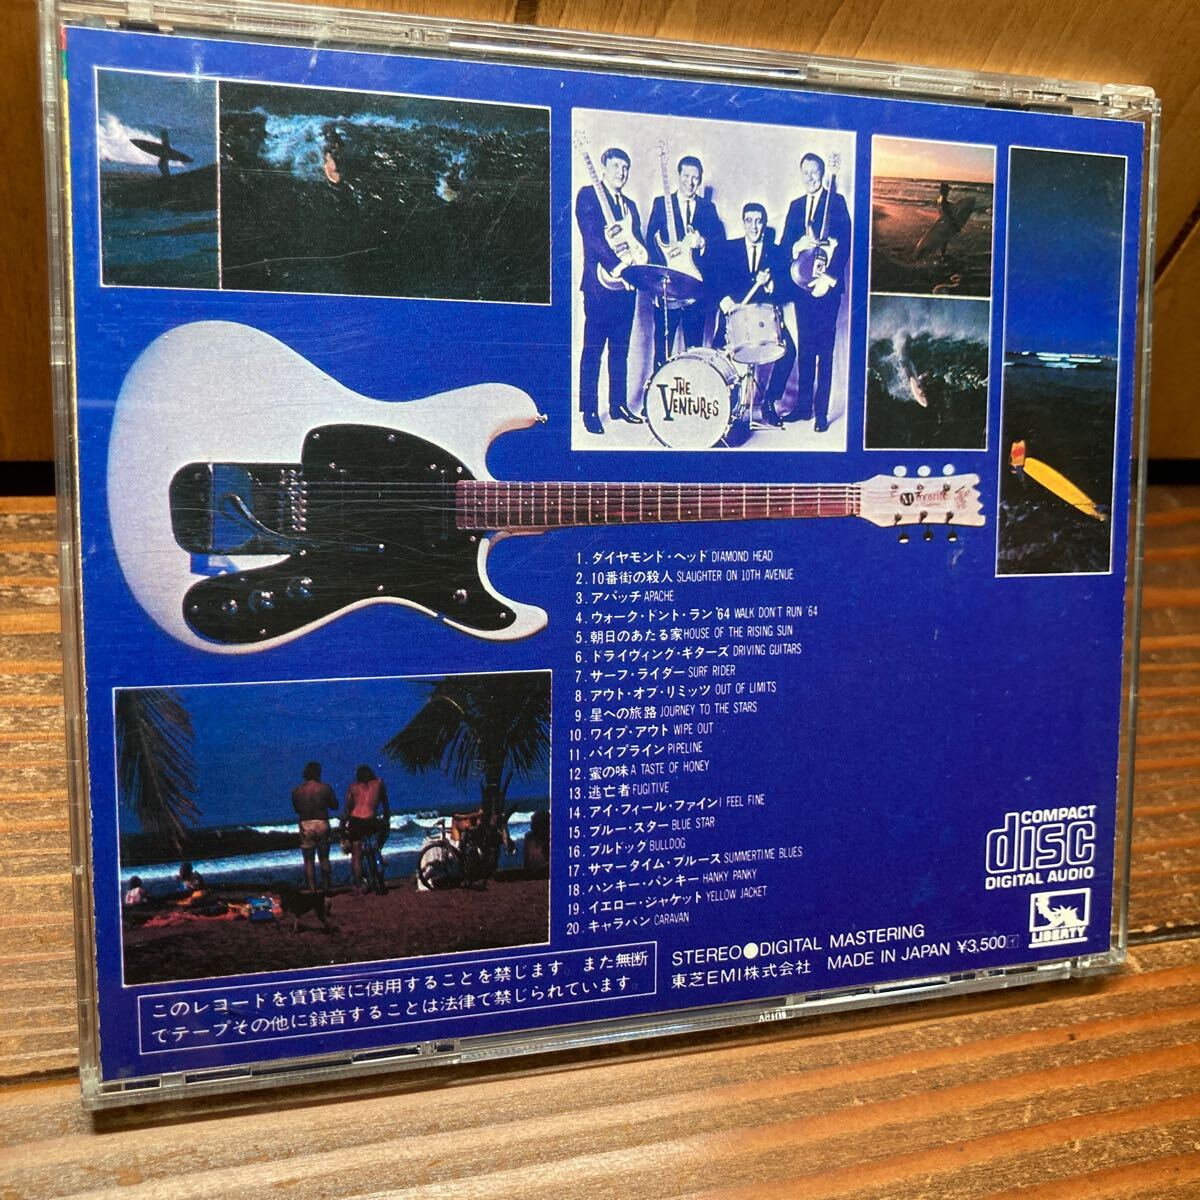 THE
VENTURES
Mosrite
1. ダイヤモンド・ヘッド DIAMOND HEAD
2. 10番街の殺人 SLAUGHTER ON 10TH AVENUE
3. アパッチ APACHE
4. ウォーク・ドント・ラン '64 WALK DON'T RUN '64
5. 朝日のあたる家 HOUSE OF THE RISING SUN
6. ドライヴィング・ギターズ DRIVING GUITARS
7. サーフ・ライダー SURF RIDER
8. アウト・オブ・リミッツ OUT OF LIMITS
9. 星への旅路 JOURNEY TO THE STARS
10. ワイプ・アウト WIPE OUT
11. パイプライン PIPELINE
12. 蜜の味 A TASTE OF HONEY
13. 逃亡者 FUGITIVE
14. アイ・フィール・ファイン I FEEL FINE
15. ブルー・スター BLUE STAR
16. ブルドック BULLDOG
17. サマータイム・ブルース SUMMERTIME BLUES
18. ハンキー・パンキー HANKY PANKY
19. イエロー・ジャケット YELLOW JACKET
20. キャラバン CARAVAN
COMPACT
disc
DIGITAL AUDIO
LIBERTY
STEREO●DIGITAL MASTERING
東芝EMI株式会社 MADE IN JAPAN ¥3,500
このレコードを賃貸業に使用することを禁じます。また無断
でテープその他に録音することは法律で禁じられています。